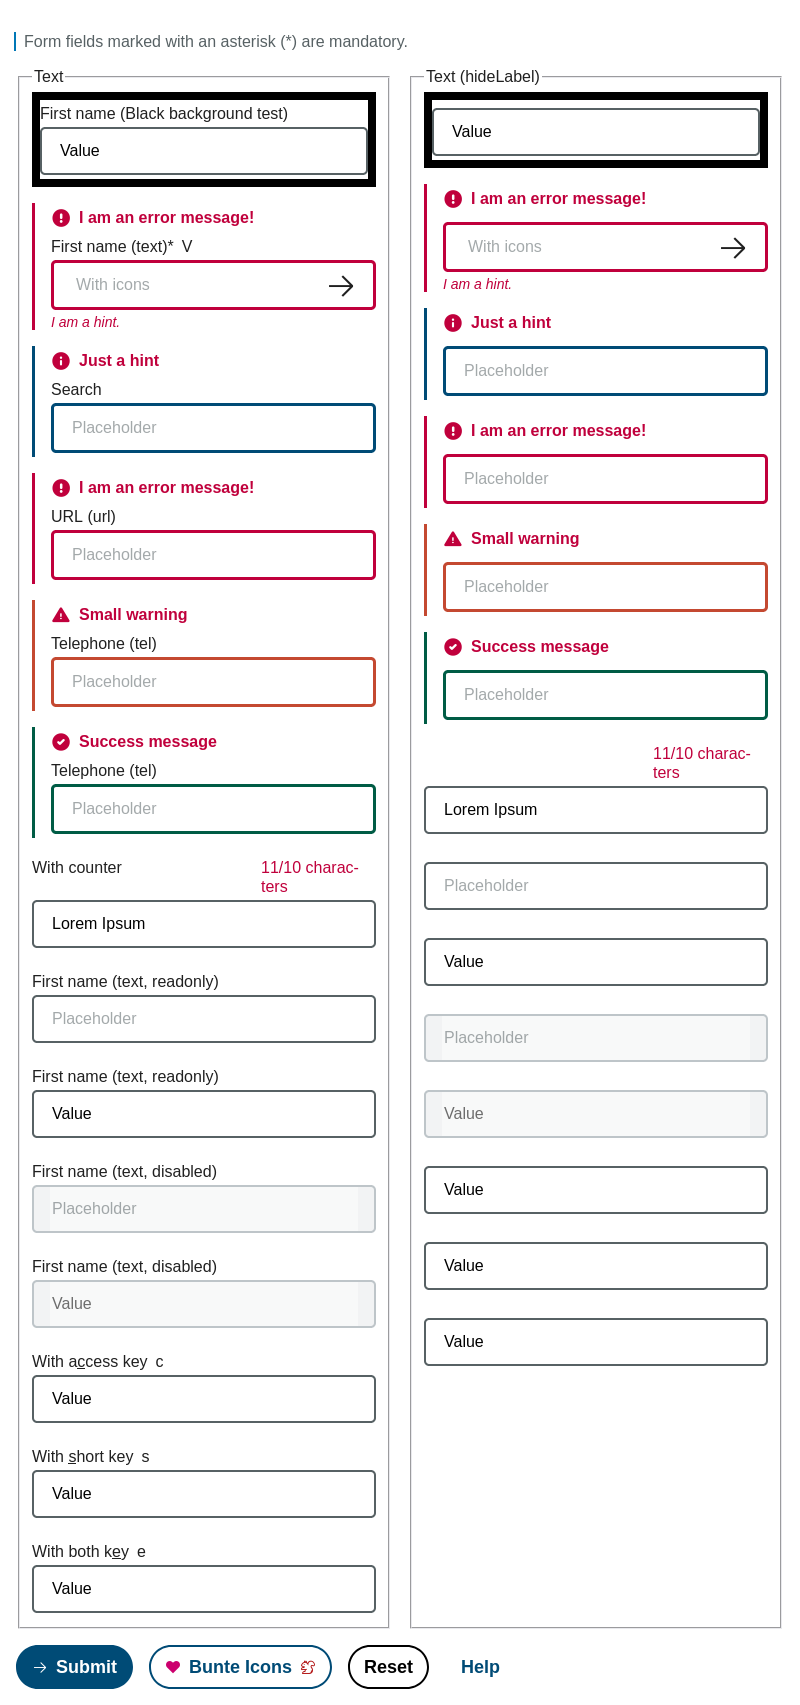 Form fields marked with an asterisk (*) are mandatory.
Text
First name (Black background test)
Value
I am an error message!
First name (text)* V
With icons
I am a hint.
Just a hint
Search
Placeholder
I am an error message!
URL (url)
Placeholder
Small warning
Telephone (tel)
Placeholder
Success message
Telephone (tel)
Placeholder
With counter
11/10 charac-
ters
Lorem Ipsum
First name (text, readonly)
Placeholder
First name (text, readonly)
Value
First name (text, disabled)
Placeholder
First name (text, disabled)
Value
With access key c
Value
With short key s
Value
With both key e
Value
Text (hideLabel)
Value
I am an error message!
With icons
I am a hint.
Just a hint
Placeholder
I am an error message!
Placeholder
Small warning
Placeholder
Success message
Placeholder
11/10 charac-
ters
Lorem Ipsum
Placeholder
Value
Placeholder
Value
Value
Value
Value
Submit
Bunte Icons
Reset
Help